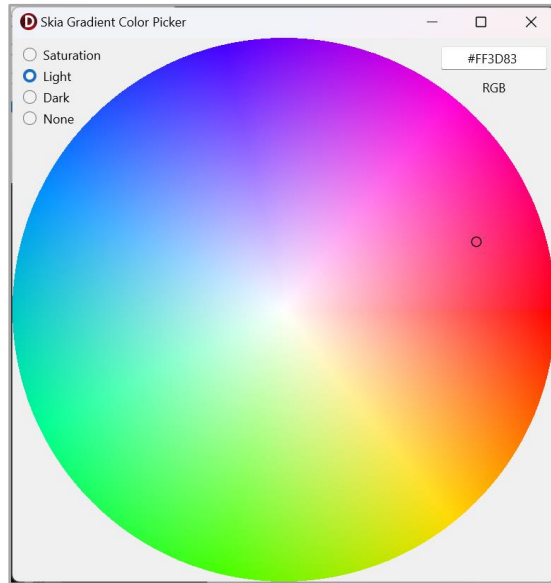 Skia Gradient Color Picker
Saturation
Light
Dark
None
#FF3D83
RGB